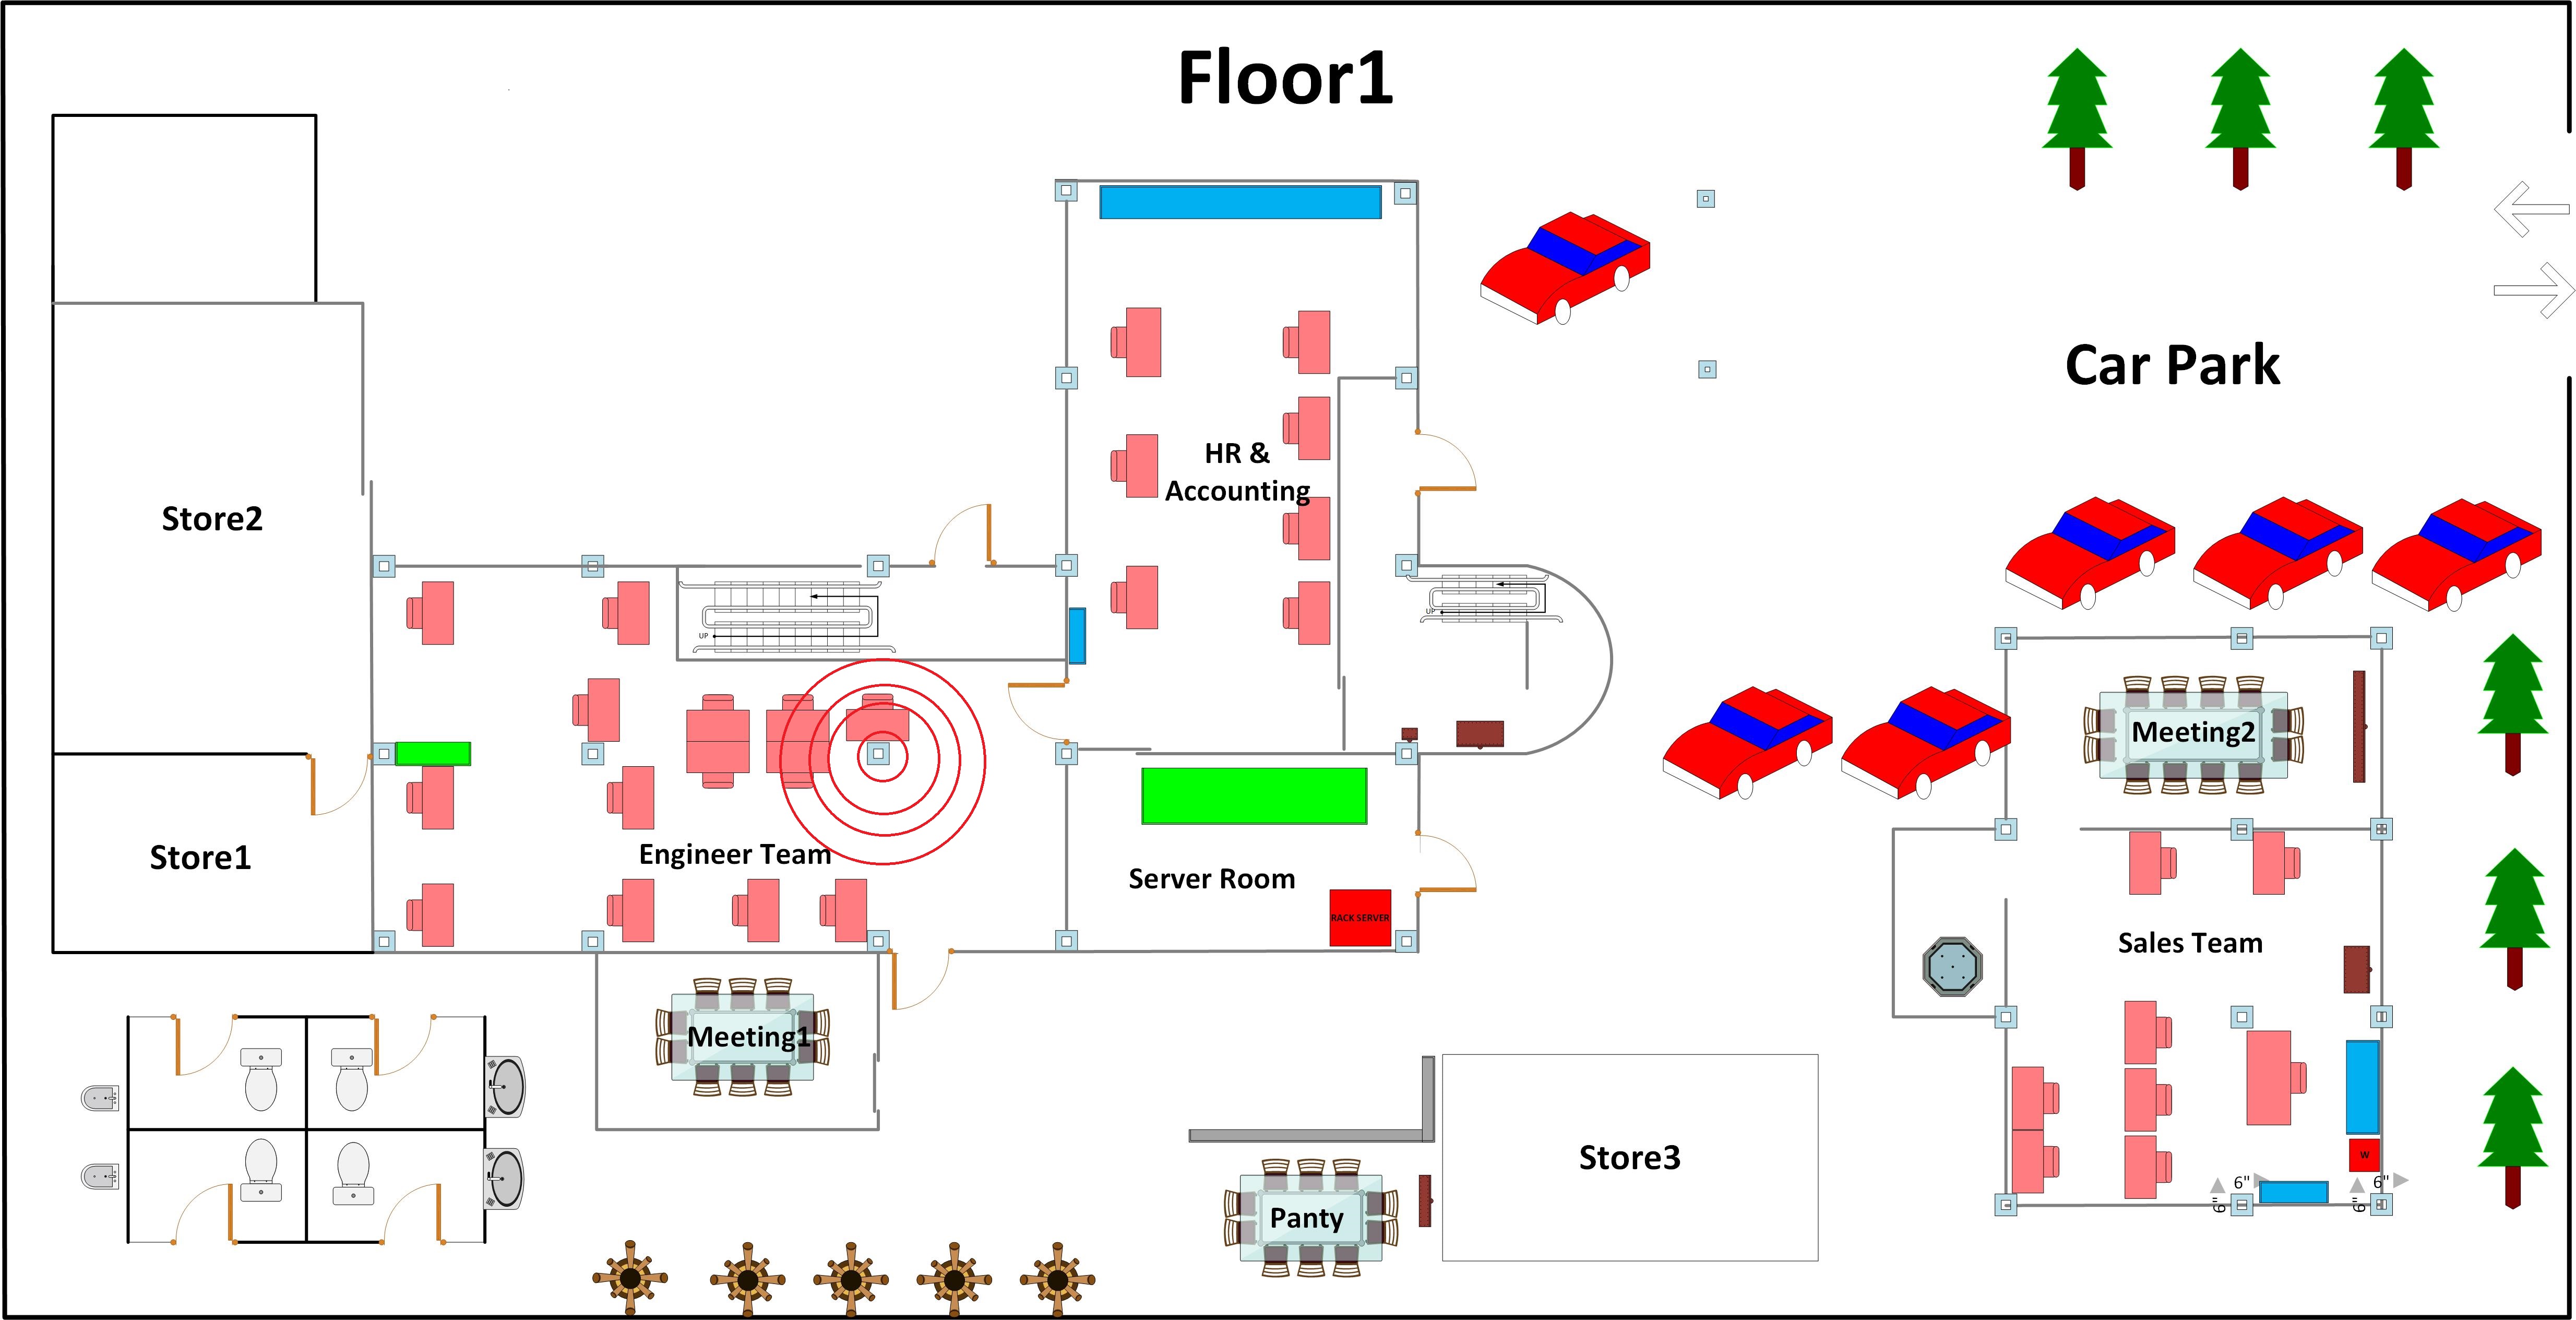 Floor1
Car Park
HR &
Accounting
Store2
UP
UP
Meeting2
Engineer Team
Store1
Server Room
RACK SERVER
Sales Team
Meeting1
Store3
Panty
W
6"
6"
6"
6"